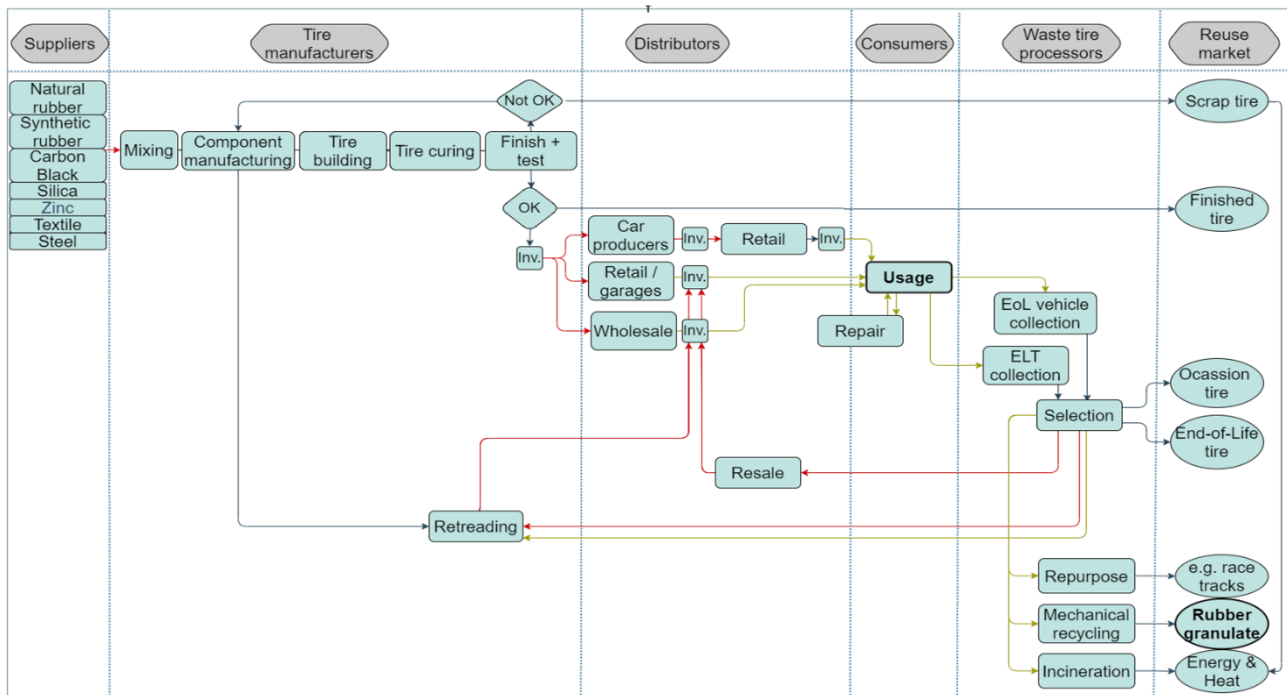 T
Suppliers
Tire
manufacturers
Distributors
Consumers
Waste tire
processors
Reuse
market
Natural
rubber
Synthetic
rubber
Carbon
Black
Silica
Zinc
Textile
Steel
Mixing
Component
manufacturing
Tire
building
Tire curing
Finish +
test
Not OK
OK
Inv.
Scrap tire
Finished
tire
Car
producers
Inv.
Retail
Inv.
Retail /
garages
Inv.
Wholesale
Inv.
Usage
Repair
EoL vehicle
collection
ELT
collection
Selection
Ocassion
tire
End-of-Life
tire
Resale
Retreading
Repurpose
e.g. race
tracks
Mechanical
recycling
Rubber
granulate
Incineration
Energy &
Heat